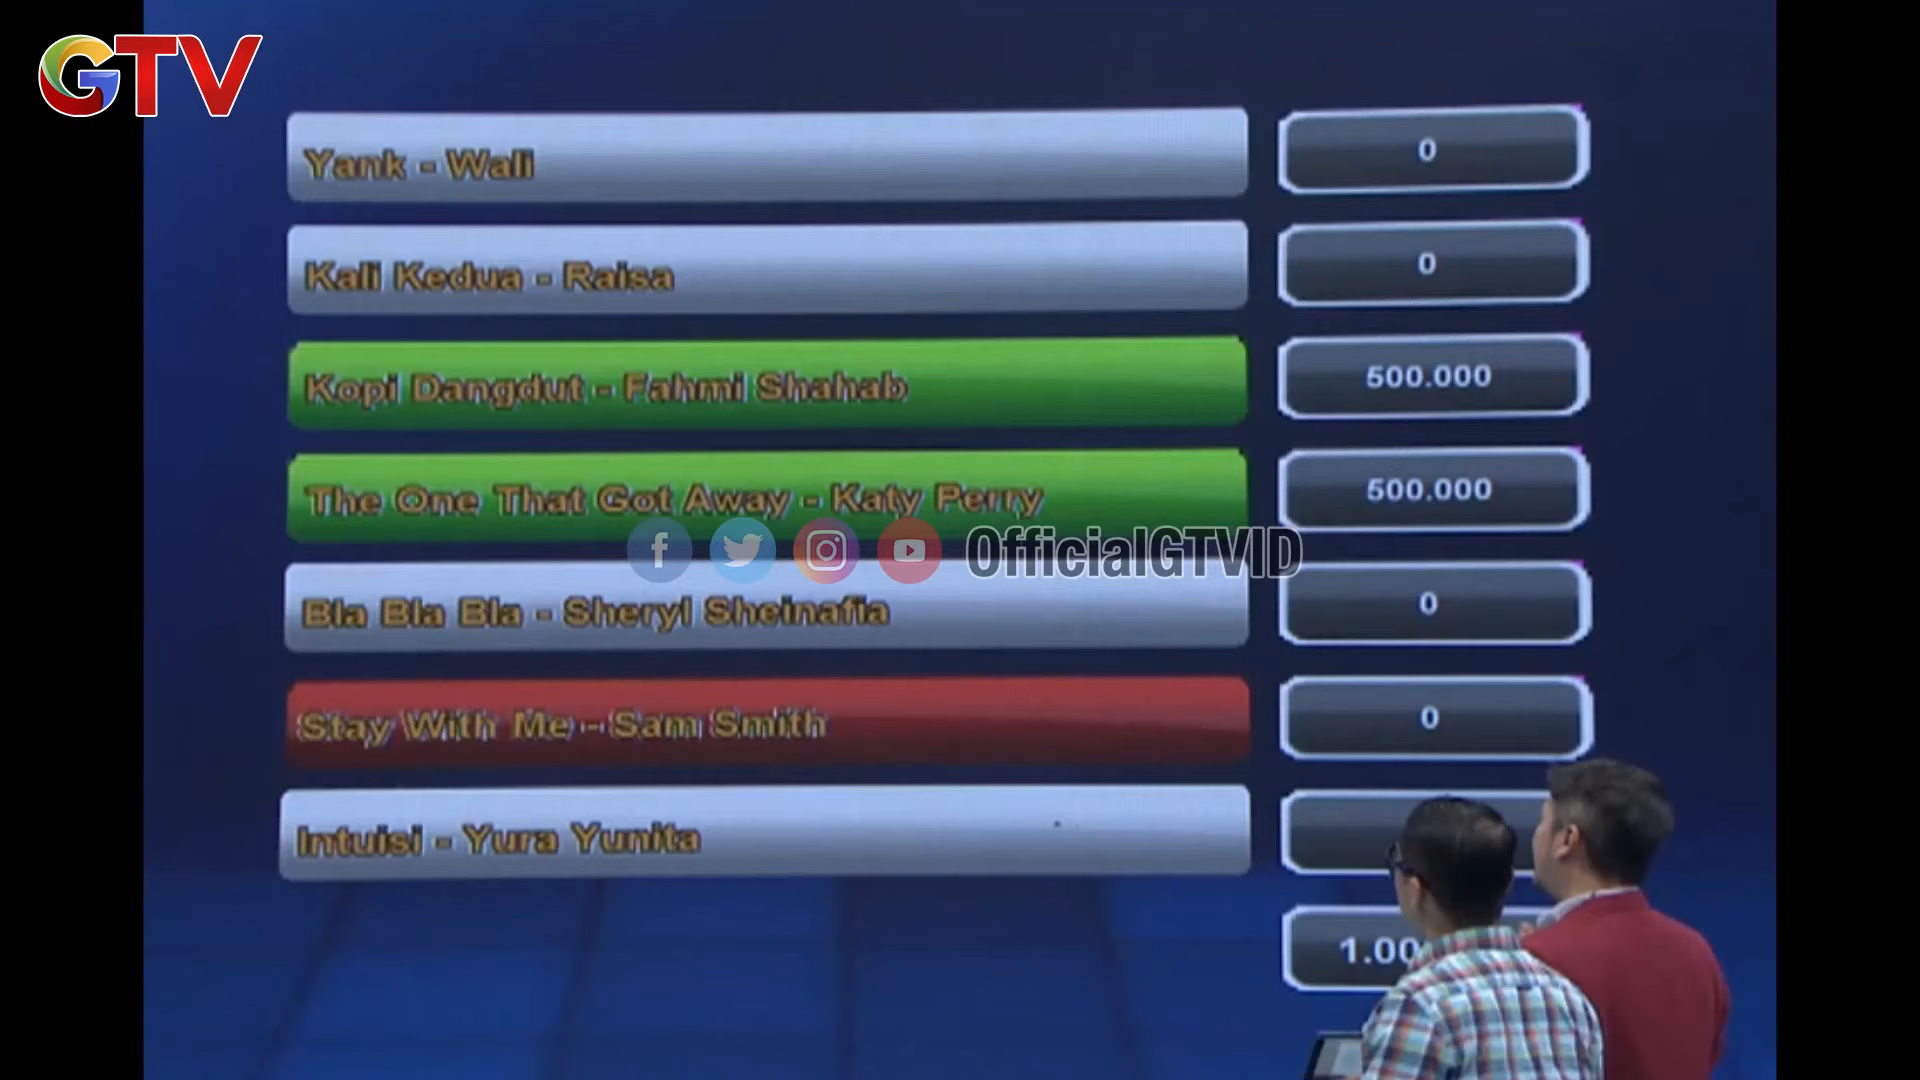 GTV
Yank - Wali
0
Kali Kedua - Raisa
0
Kopi Dangdut - Fahmi Shahab
500.000
The One That Got Away - Katy Perry
500.000
OfficialGTVID
Bla Bla Bla - Sheryl Sheinafia
0
Stay With Me - Sam Smith
0
Intuisi - Yura Yunita
1.00